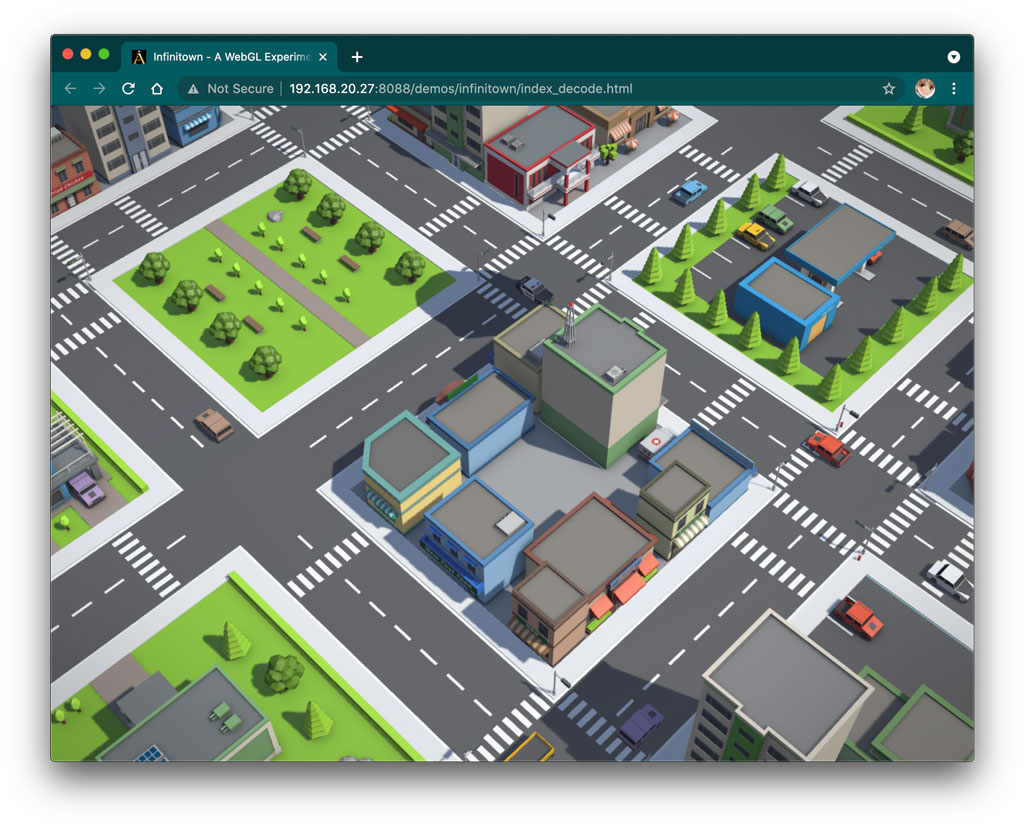 Infinitown - A WebGL Experime
Not Secure
192.168.20.27:8088/demos/infinitown/index_decode.html